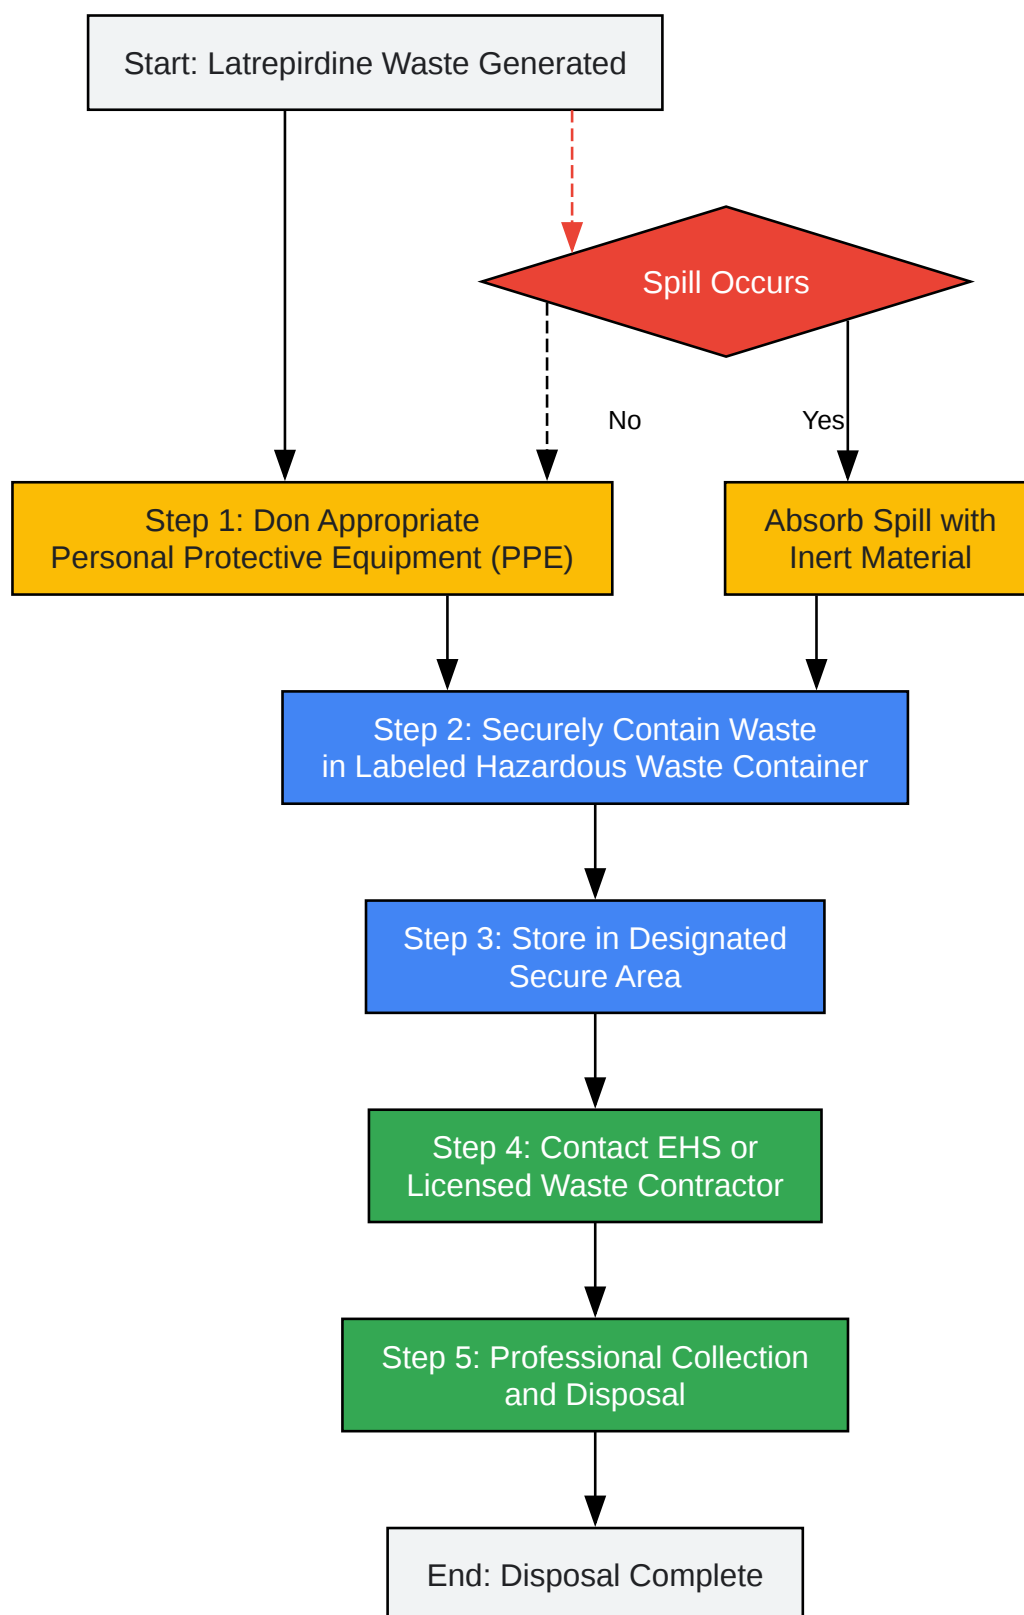 Start: Latrepirdine Waste Generated
Spill Occurs
No
Yes
Step 1: Don Appropriate
Personal Protective Equipment (PPE)
Absorb Spill with
Inert Material
Step 2: Securely Contain Waste
in Labeled Hazardous Waste Container
Step 3: Store in Designated
Secure Area
Step 4: Contact EHS or
Licensed Waste Contractor
Step 5: Professional Collection
and Disposal
End: Disposal Complete